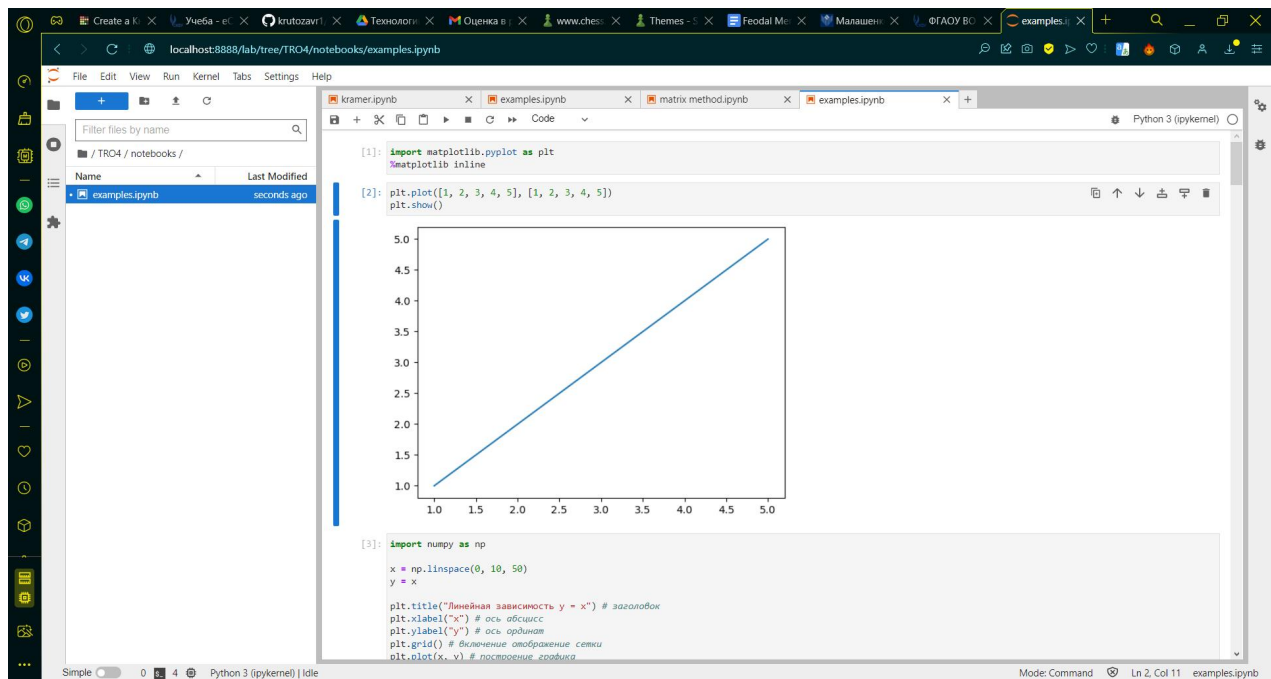 Create a K
Учеба - eC
krutozavr1
Технологи
Оценка в р
www.chess
Themes - S
Feodal Me
Малашенк
ФГАОУ ВО
examples.ip
localhost:8888/lab/tree/TRO4/notebooks/examples.ipynb
File Edit View Run Kernel Tabs Settings Help
kramer.ipynb
examples.ipynb
matrix method.ipynb
examples.ipynb
Code
Python 3 (ipykernel)
Filter files by name
/ TRO4 / notebooks /
Name Last Modified
examples.ipynb seconds ago
[1]: import matplotlib.pyplot as plt
%matplotlib inline
[2]: plt.plot([1, 2, 3, 4, 5], [1, 2, 3, 4, 5])
plt.show()
5.0
4.5
4.0
3.5
3.0
2.5
2.0
1.5
1.0
1.0 1.5 2.0 2.5 3.0 3.5 4.0 4.5 5.0
[3]: import numpy as np
x = np.linspace(0, 10, 50)
y = x
plt.title("Линейная зависимость y = x") # заголовок
plt.xlabel("x") # ось абсцисс
plt.ylabel("y") # ось ординат
plt.grid() # включение отображение сетки
plt.plot(x, y) # построение графика
Simple 0 4 Python 3 (ipykernel) | Idle
Mode: Command Ln 2, Col 11 examples.ipynb